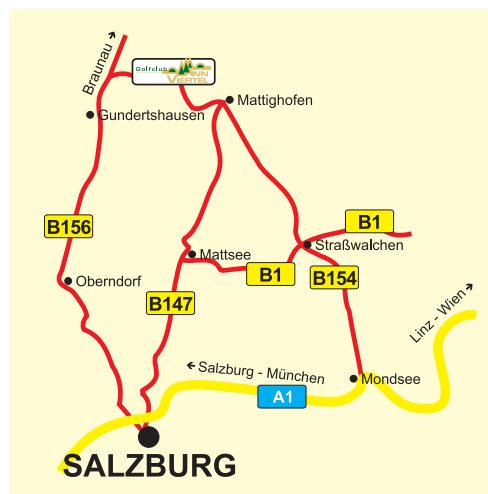 Braunau ↗
Golfclub
INN
VIERTEL
Mattighofen
Gundertshausen
B156
B1
Straßwalchen
Mattsee
B1
B154
Oberndorf
B147
Linz - Wien ↗
← Salzburg - München
Mondsee
A1
SALZBURG